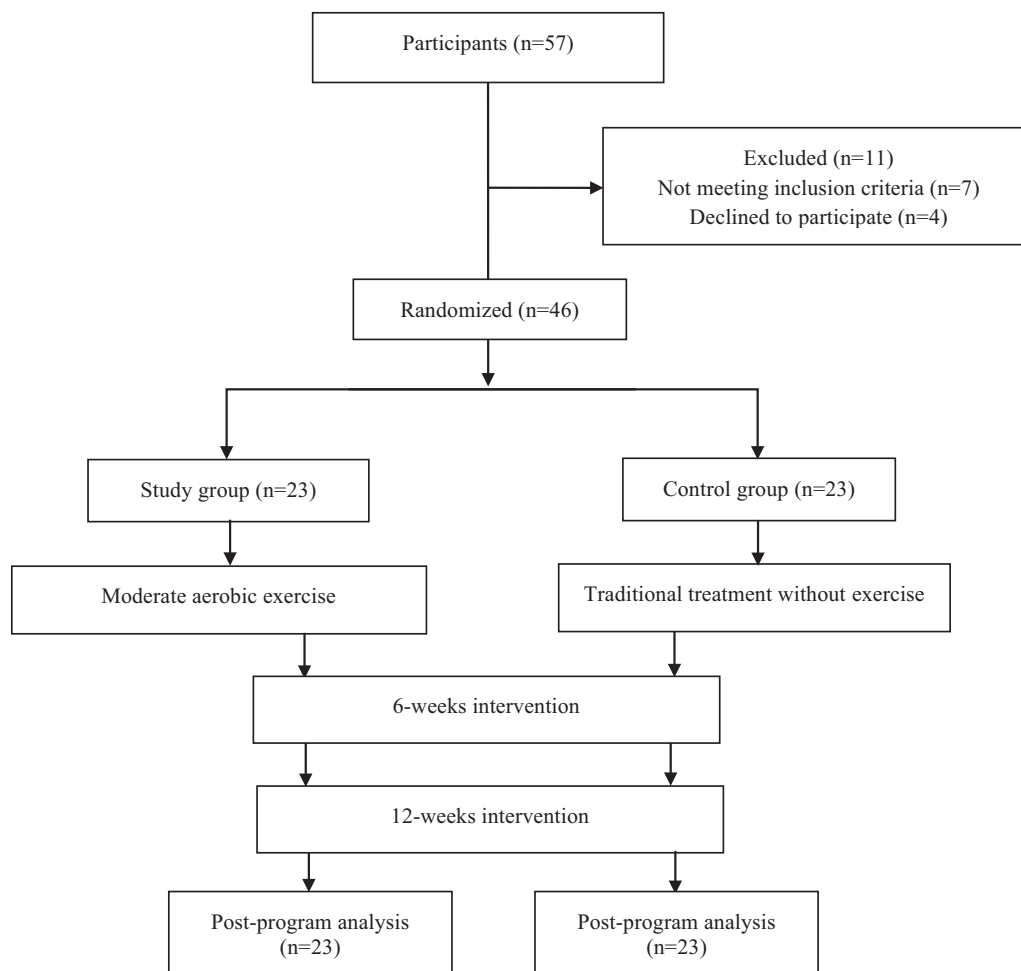 Participants (n=57)
Excluded (n=11)
Not meeting inclusion criteria (n=7)
Declined to participate (n=4)
Randomized (n=46)
Study group (n=23)
Control group (n=23)
Moderate aerobic exercise
Traditional treatment without exercise
6-weeks intervention
12-weeks intervention
Post-program analysis
(n=23)
Post-program analysis
(n=23)